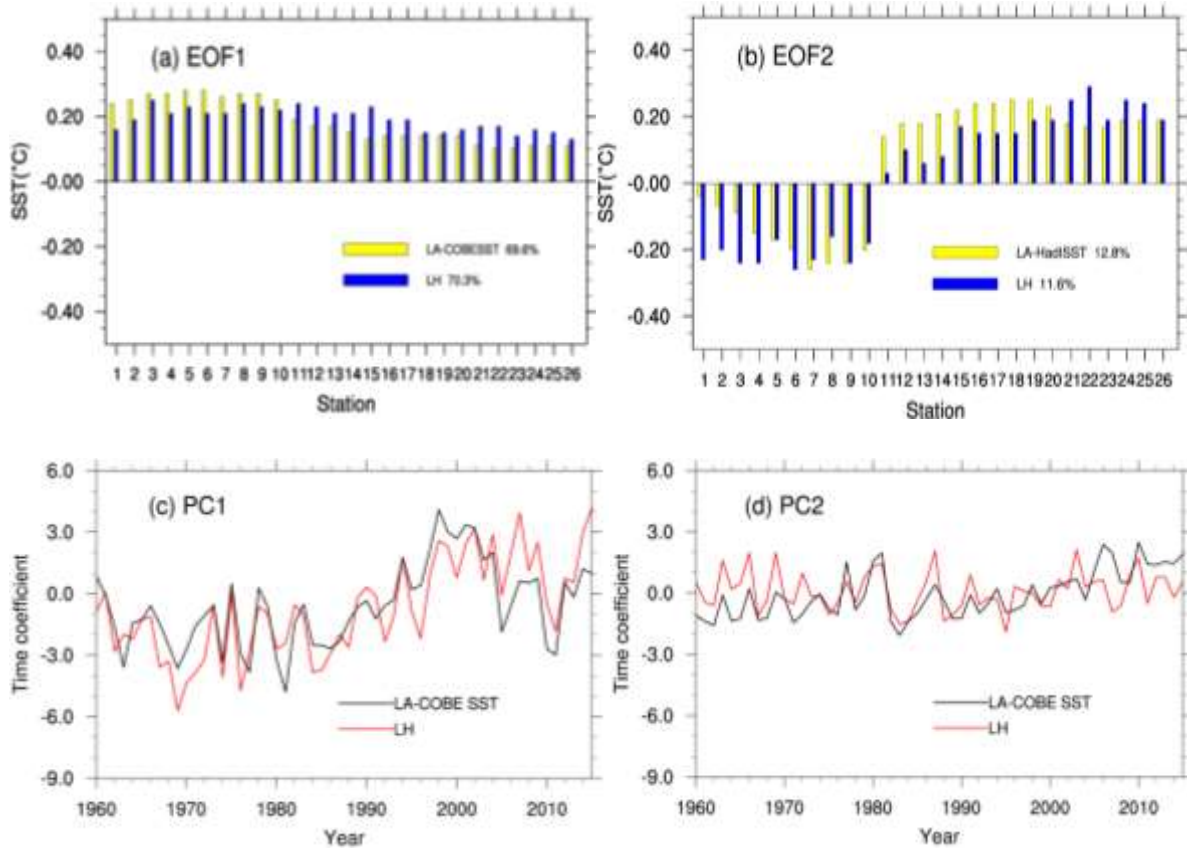 (a) EOF1
SST(°C)
0.40
0.20
-0.00
-0.20
-0.40
LA-COBESST 69.6%
LH 70.3%
1 2 3 4 5 6 7 8 9 10 11 12 13 14 15 16 17 18 19 20 21 22 23 24 25 26
Station
(b) EOF2
SST(°C)
0.40
0.20
-0.00
-0.20
-0.40
LA-HadISST 12.8%
LH 11.6%
1 2 3 4 5 6 7 8 9 10 11 12 13 14 15 16 17 18 19 20 21 22 23 24 25 26
Station
(c) PC1
Time coefficient
6.0
3.0
0.0
-3.0
-6.0
-9.0
LA-COBE SST
LH
1960 1970 1980 1990 2000 2010
Year
(d) PC2
Time coefficient
6.0
3.0
0.0
-3.0
-6.0
-9.0
LA-COBE SST
LH
1960 1970 1980 1990 2000 2010
Year